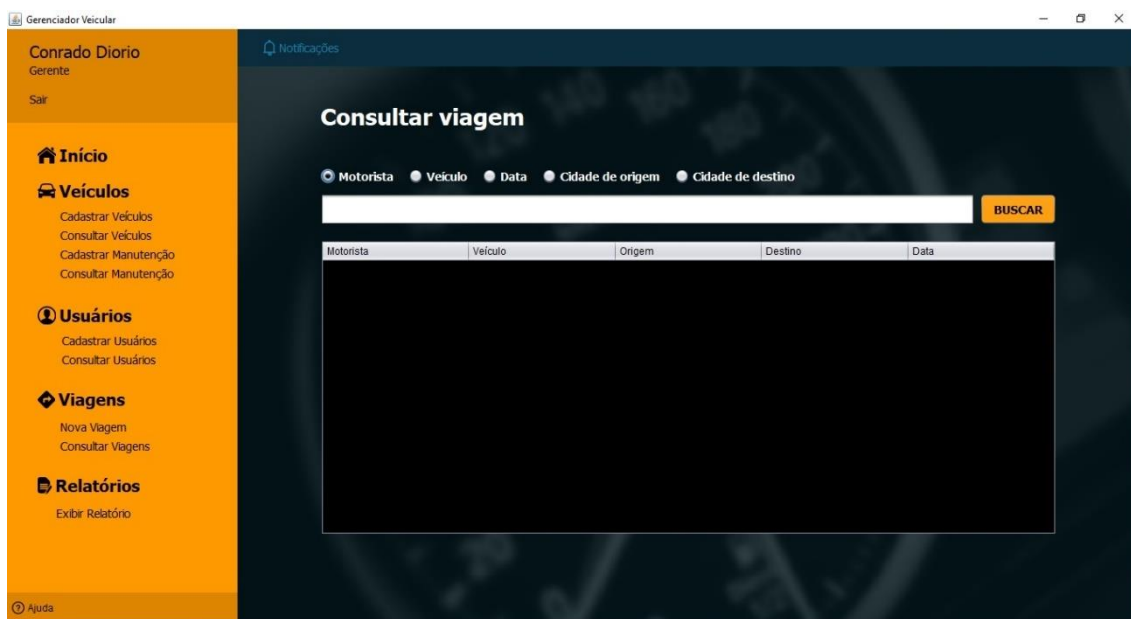 Gerenciador Veicular
Conrado Diorio
Gerente
Sair
Início
Veículos
Cadastrar Veículos
Consultar Veículos
Cadastrar Manutenção
Consultar Manutenção
Usuários
Cadastrar Usuários
Consultar Usuários
Viagens
Nova Viagem
Consultar Viagens
Relatórios
Exibir Relatório
Ajuda
Notificações
Consultar viagem
Motorista Veículo Data Cidade de origem Cidade de destino
BUSCAR
Motorista Veículo Origem Destino Data